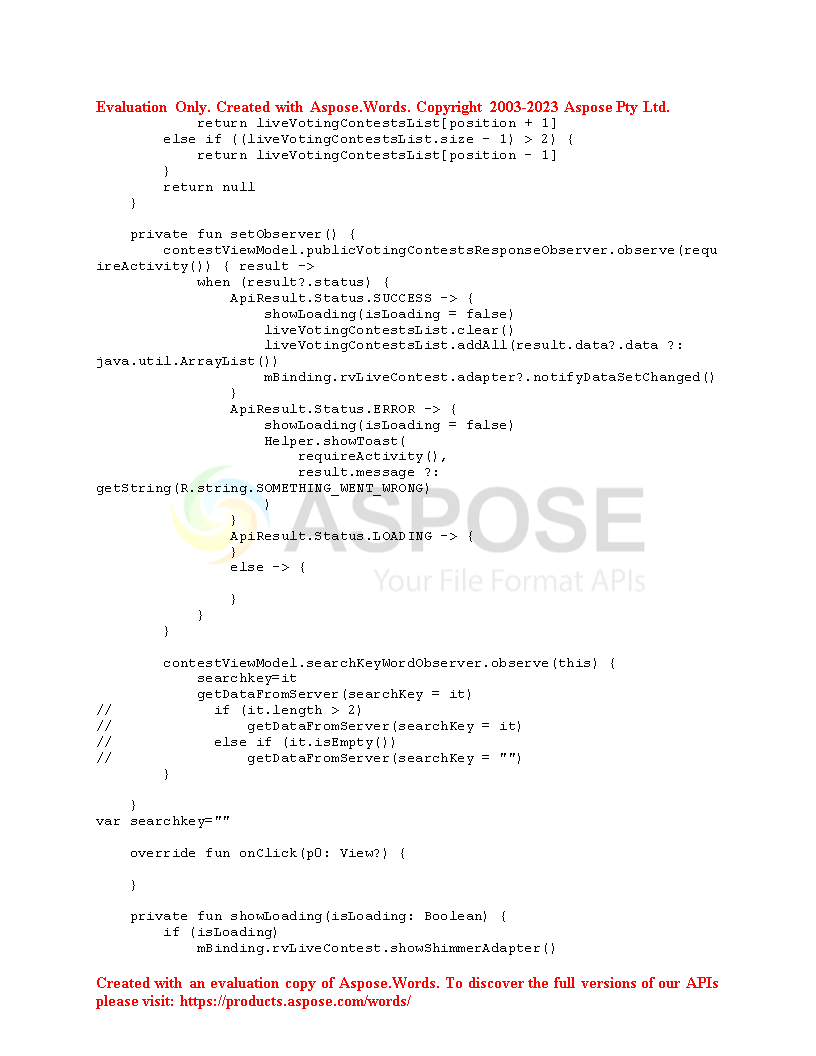 Evaluation Only. Created with Aspose.Words. Copyright 2003-2023 Aspose Pty Ltd.
            return liveVotingContestsList[position + 1]
        else if ((liveVotingContestsList.size - 1) > 2) {
            return liveVotingContestsList[position - 1]
        }
        return null
    }

    private fun setObserver() {
        contestViewModel.publicVotingContestsResponseObserver.observe(requ
ireActivity()) { result ->
            when (result?.status) {
                ApiResult.Status.SUCCESS -> {
                    showLoading(isLoading = false)
                    liveVotingContestsList.clear()
                    liveVotingContestsList.addAll(result.data?.data ?:
java.util.ArrayList())
                    mBinding.rvLiveContest.adapter?.notifyDataSetChanged()
                }
                ApiResult.Status.ERROR -> {
                    showLoading(isLoading = false)
                    Helper.showToast(
                        requireActivity(),
                        result.message ?:
getString(R.string.SOMETHING_WENT_WRONG)
                    )
                }
                ApiResult.Status.LOADING -> {
                }
                else -> {

                }
            }
        }

        contestViewModel.searchKeyWordObserver.observe(this) {
            searchkey=it
            getDataFromServer(searchKey = it)
//            if (it.length > 2)
//                getDataFromServer(searchKey = it)
//            else if (it.isEmpty())
//                getDataFromServer(searchKey = "")
        }

    }
var searchkey=""

    override fun onClick(p0: View?) {

    }

    private fun showLoading(isLoading: Boolean) {
        if (isLoading)
            mBinding.rvLiveContest.showShimmerAdapter()
ASPOSE
Your File Format APIs
Created with an evaluation copy of Aspose.Words. To discover the full versions of our APIs
please visit: https://products.aspose.com/words/